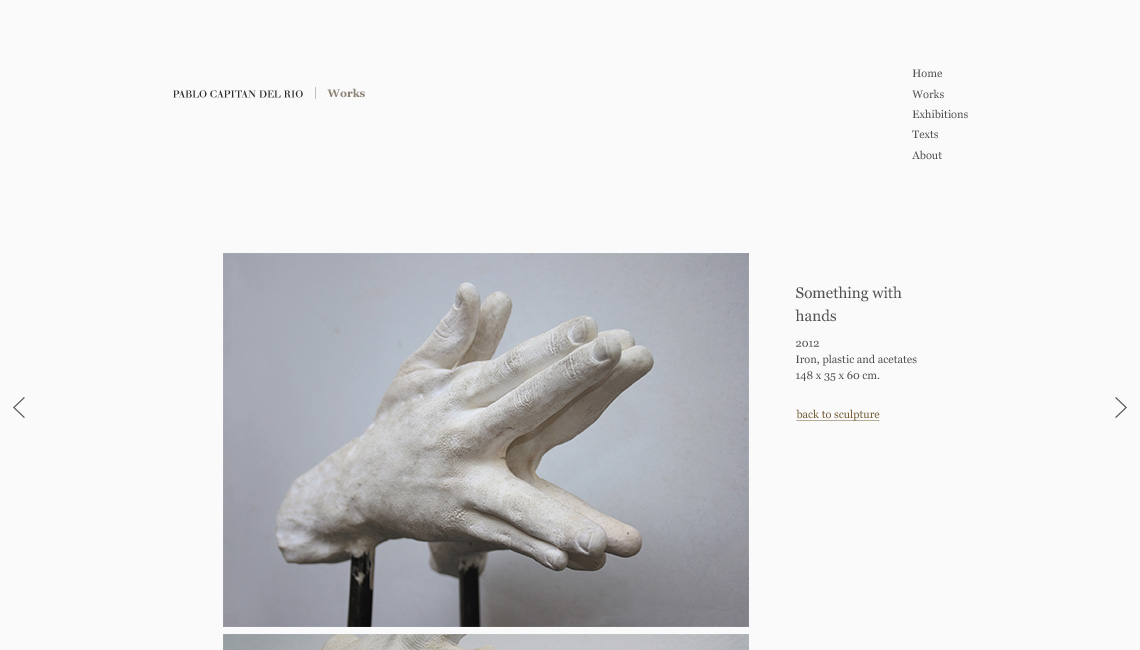 PABLO CAPITAN DEL RIO | Works
Home
Works
Exhibitions
Texts
About
Something with
hands
2012
Iron, plastic and acetates
148 x 35 x 60 cm.
back to sculpture